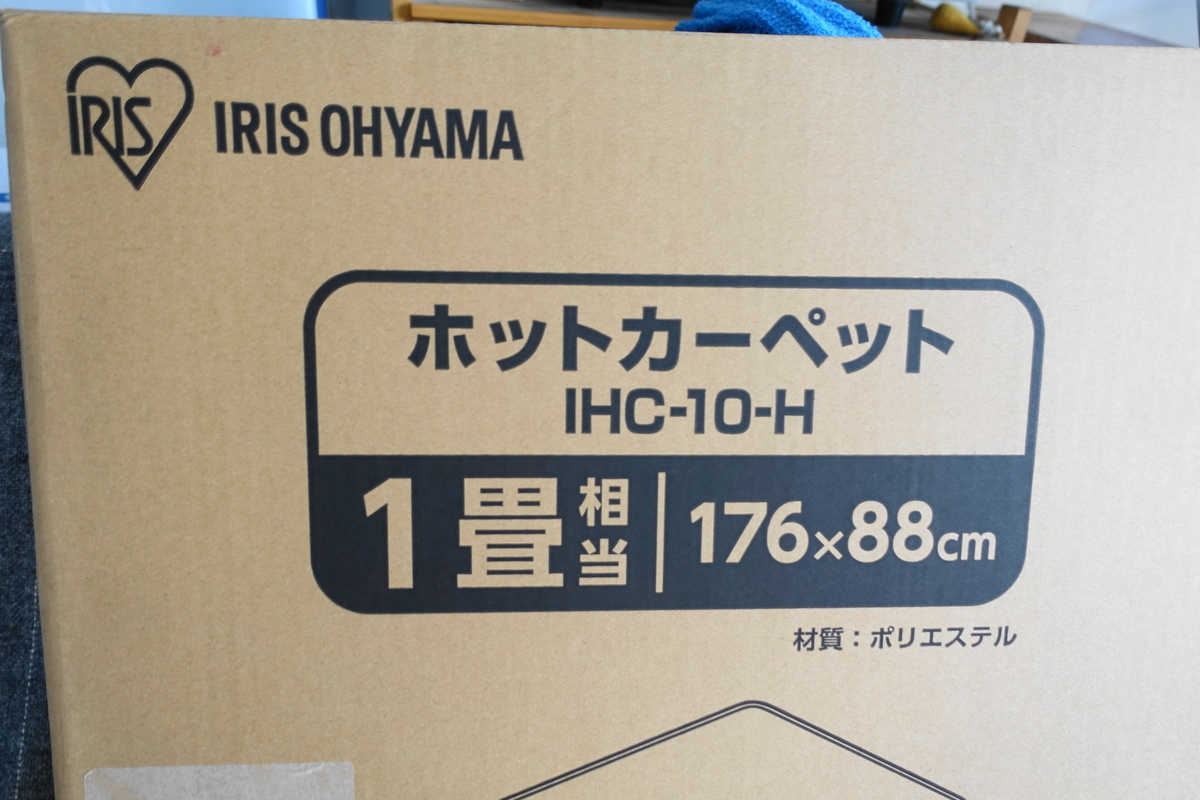 IRIS IRIS OHYAMA
ホットカーペット
IHC-10-H
1畳相当 176×88cm
材質：ポリエステル